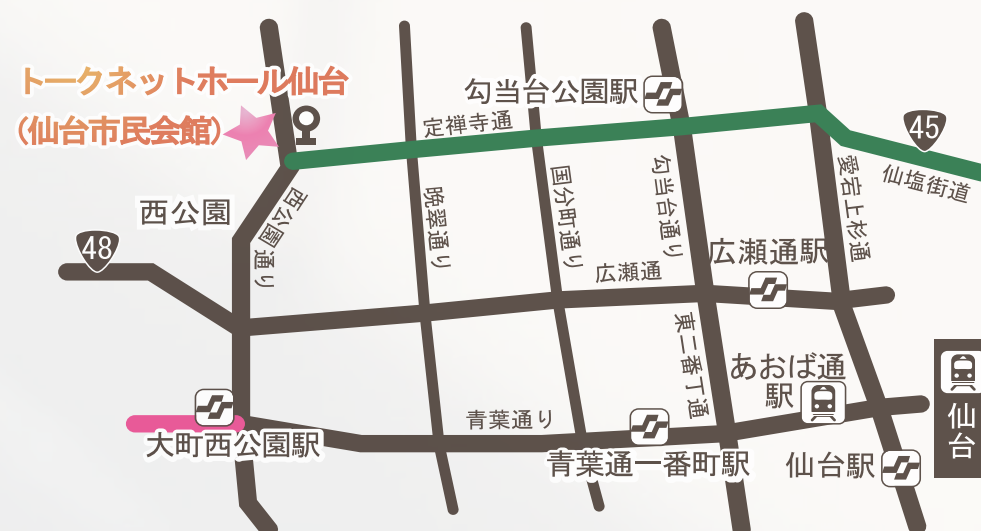 トークネットホール仙台
（仙台市民会館）
勾当台公園駅
定禅寺通
45
仙塩街道
西公園
西公園通り
晩翠通り
国分町通り
勾当台通り
愛宕上杉通
48
広瀬通
広瀬通駅
東二番丁通
あおば通
駅
仙台
大町西公園駅
青葉通り
青葉通一番町駅
仙台駅